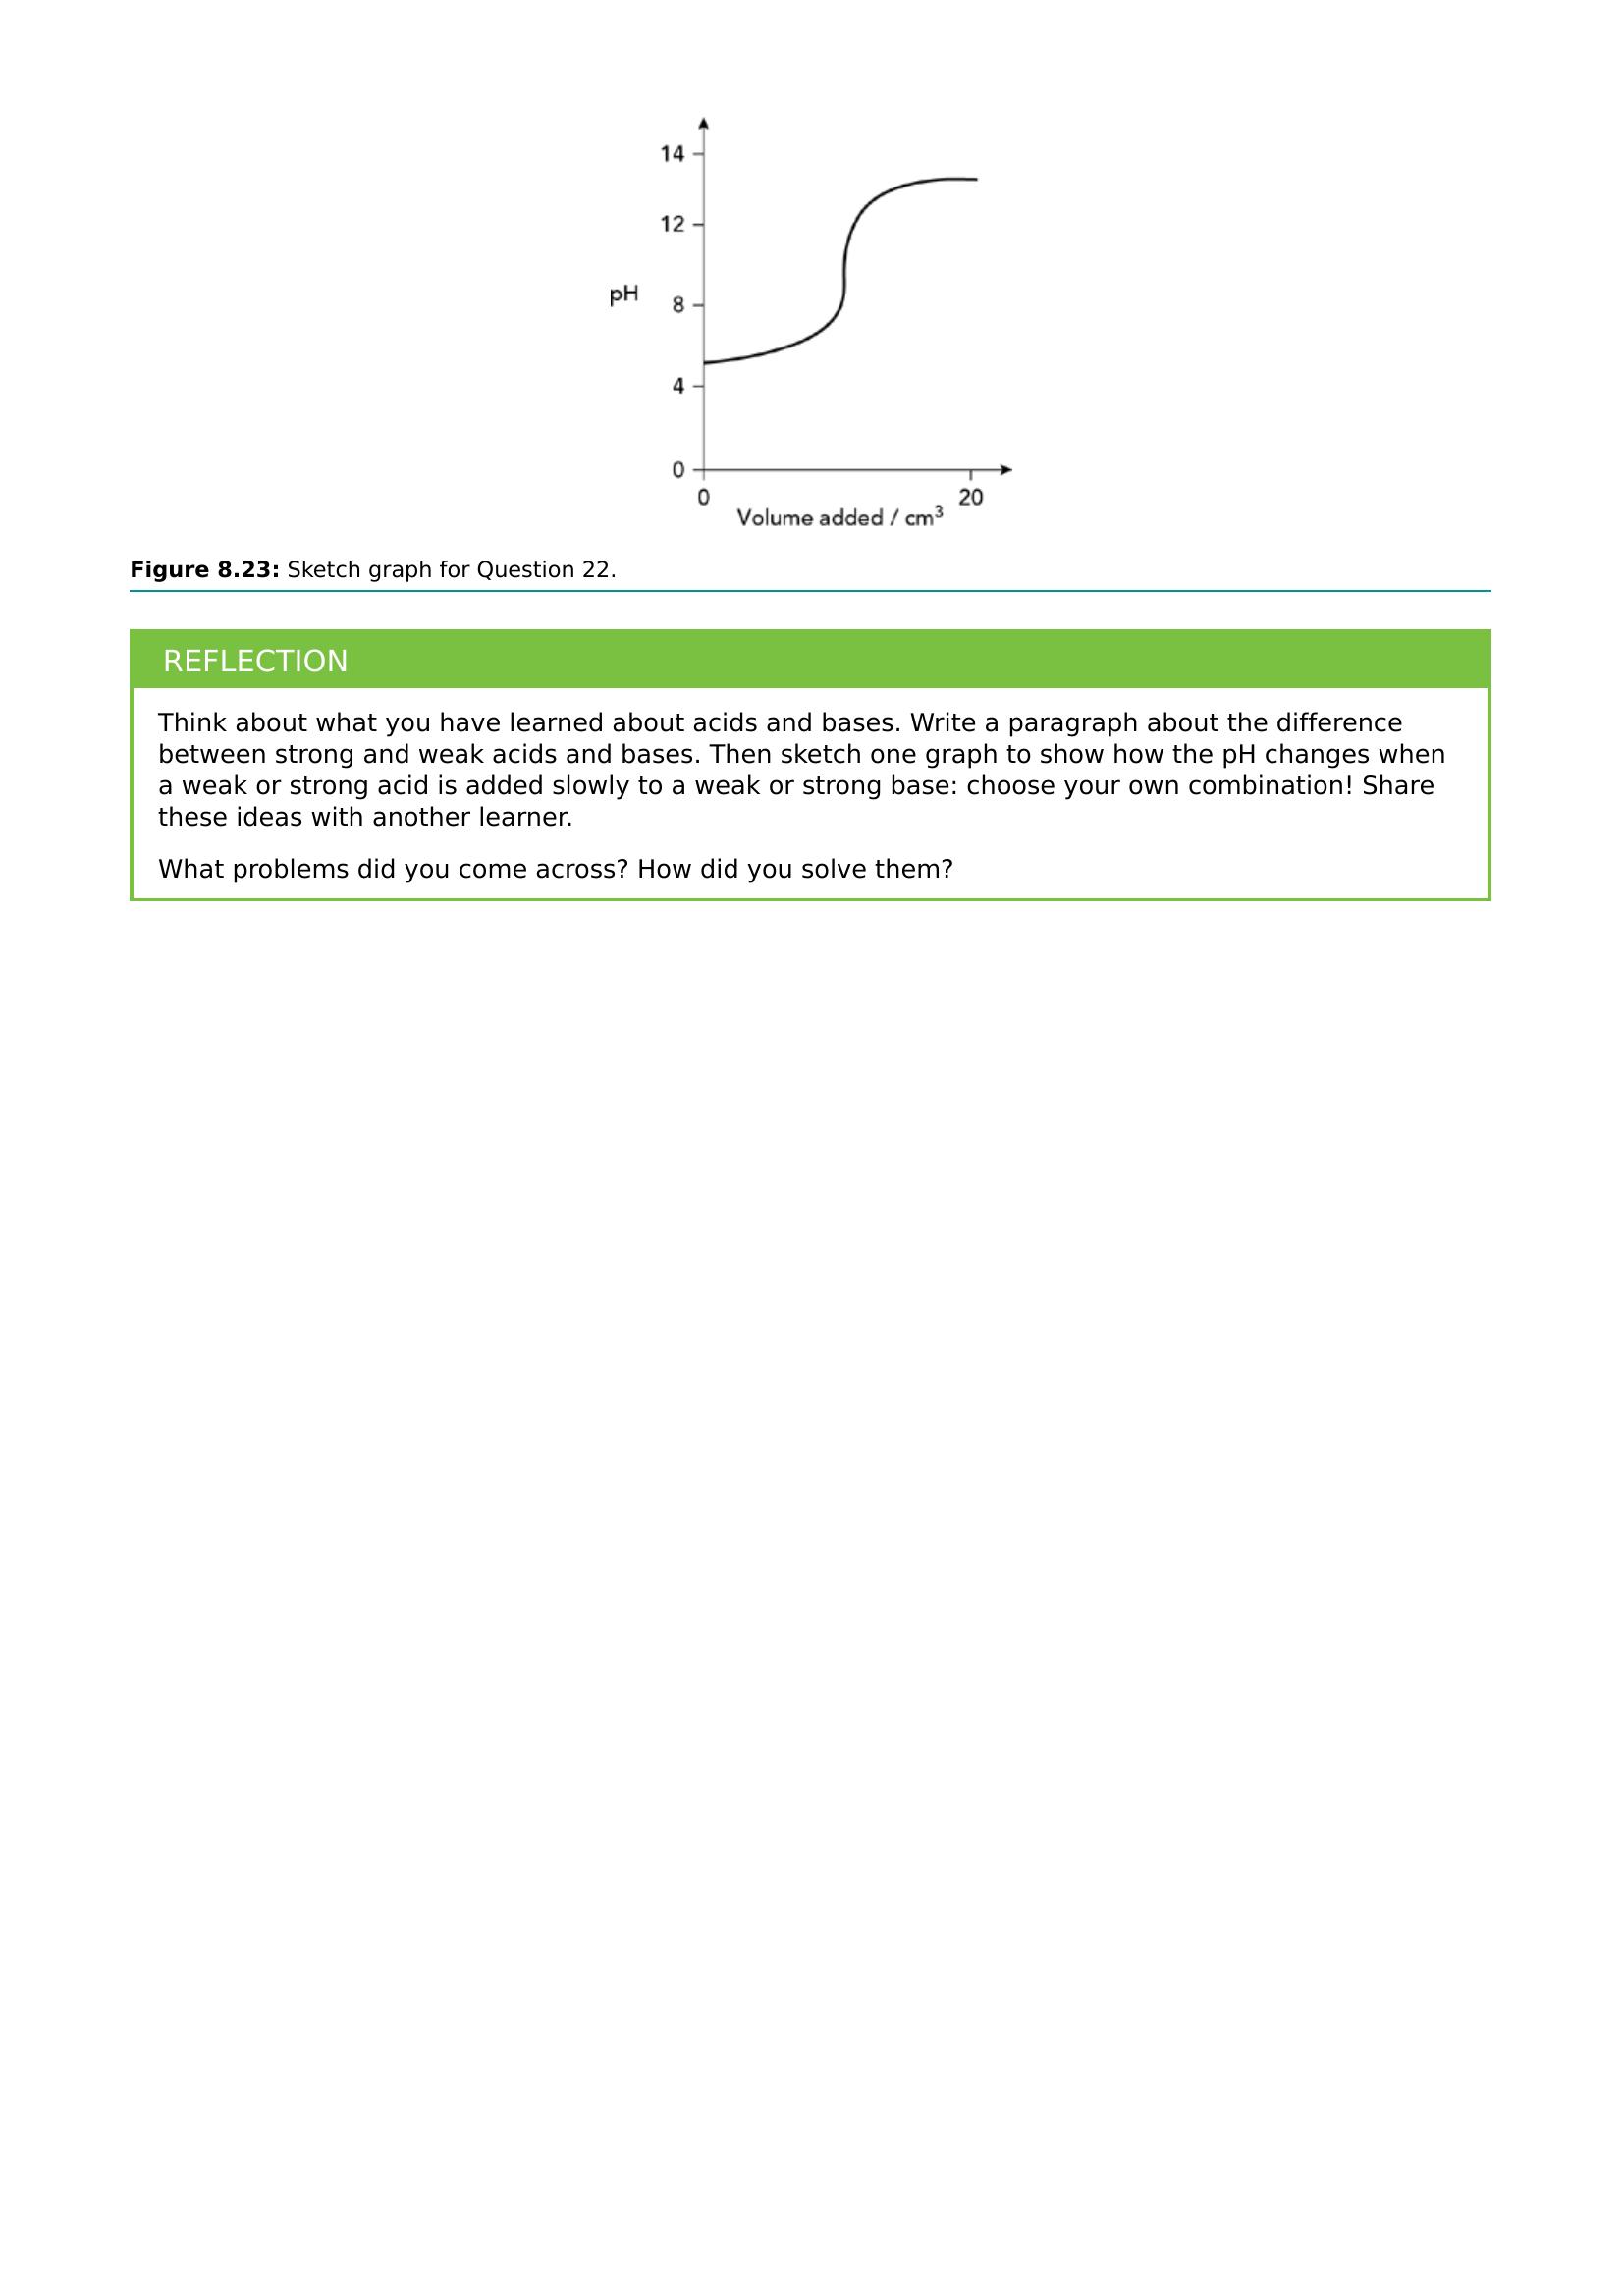 14
12
pH
8
4
0
0
20
Volume added / cm³
Figure 8.23: Sketch graph for Question 22.
REFLECTION
Think about what you have learned about acids and bases. Write a paragraph about the difference
between strong and weak acids and bases. Then sketch one graph to show how the pH changes when
a weak or strong acid is added slowly to a weak or strong base: choose your own combination! Share
these ideas with another learner.
What problems did you come across? How did you solve them?